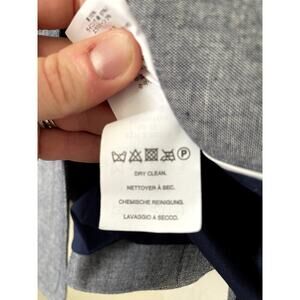 P
DRY CLEAN.
NETTOYER À SEC.
CHEMISCHE REINIGUNG.
LAVAGGIO A SECCO.